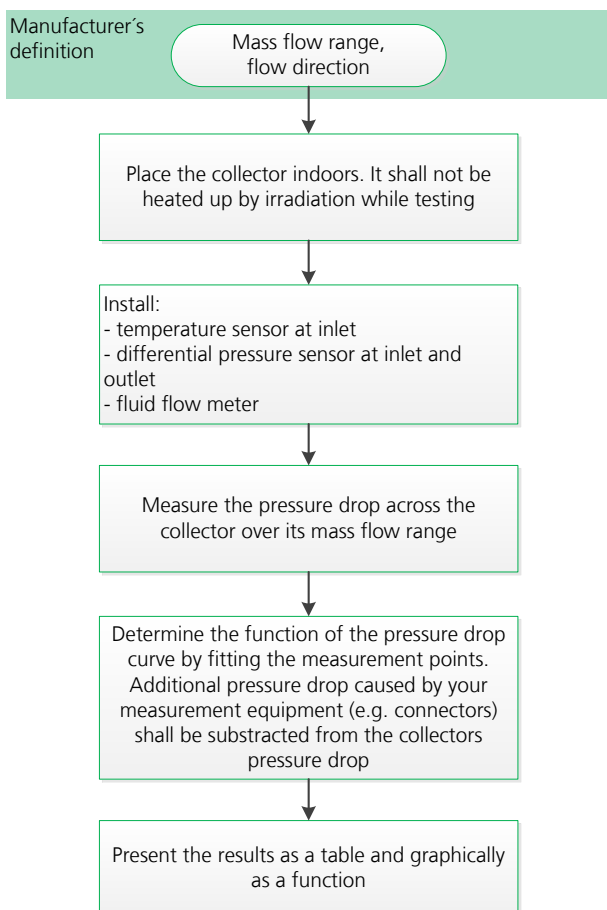 Manufacturer´s
definition
Mass flow range,
flow direction
Place the collector indoors. It shall not be
heated up by irradiation while testing
Install:
- temperature sensor at inlet
- differential pressure sensor at inlet and
outlet
- fluid flow meter
Measure the pressure drop across the
collector over its mass flow range
Determine the function of the pressure drop
curve by fitting the measurement points.
Additional pressure drop caused by your
measurement equipment (e.g. connectors)
shall be substracted from the collectors
pressure drop
Present the results as a table and graphically
as a function